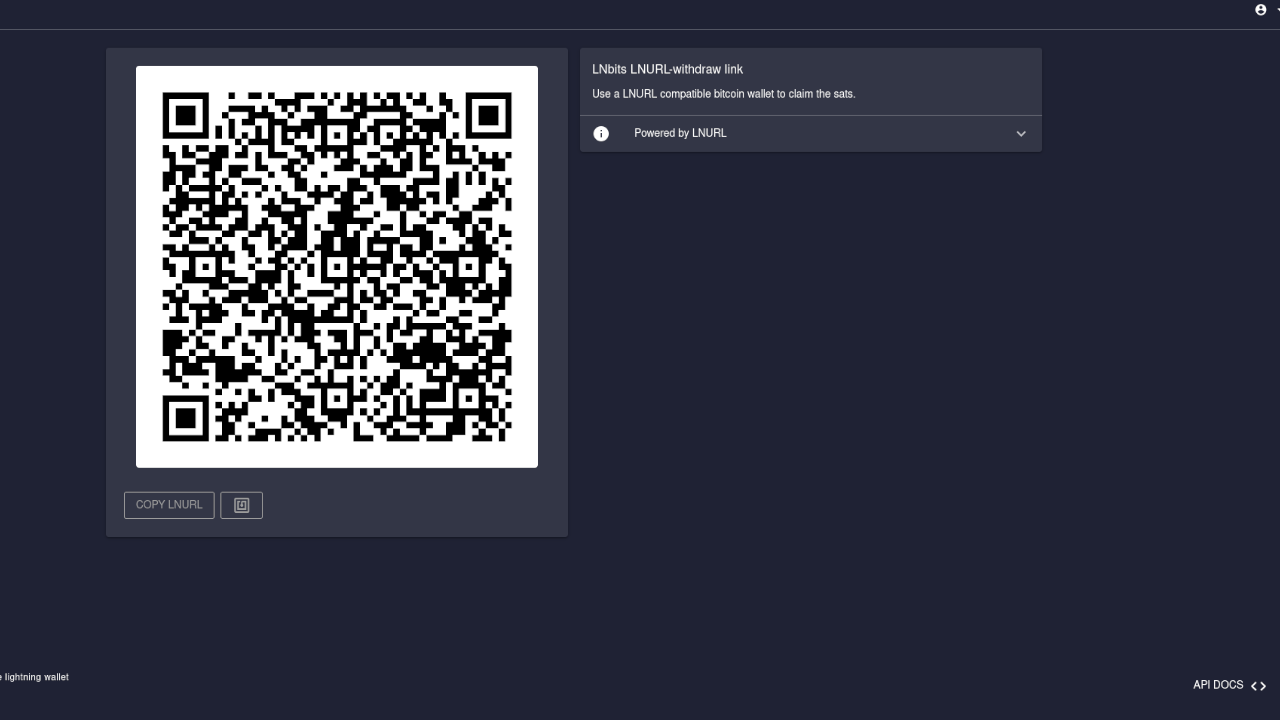 LNbits LNURL-withdraw link
Use a LNURL compatible bitcoin wallet to claim the sats.
Powered by LNURL
COPY LNURL
lightning wallet
API DOCS